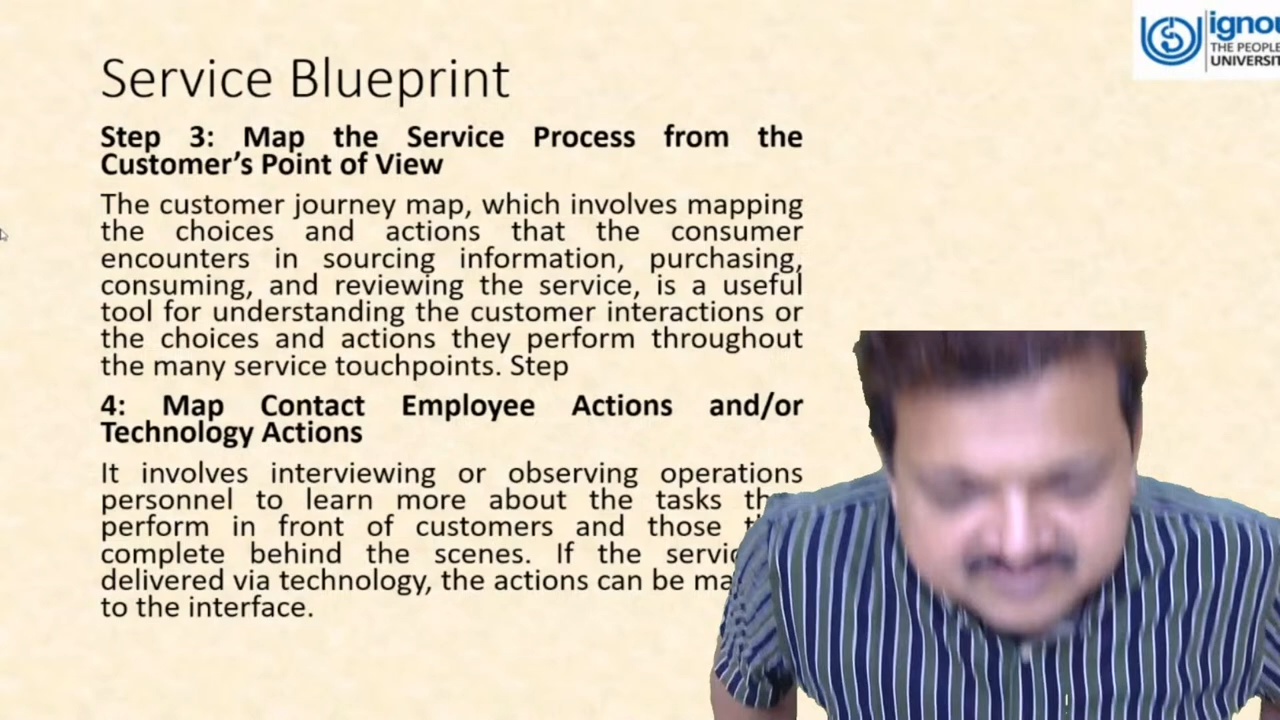 ignou
THE PEOPLE
Service Blueprint
Step 3: Map the Service Process from the
Customer's Point of View
The customer journey map, which involves mapping
the choices and actions that the consumer
encounters in sourcing information, purchasing,
consuming, and reviewing the service, is a useful
tool for understanding the customer interactions or
the choices and actions they perform throughout
the many service touchpoints. Step
4: Map Contact Employee Actions and/or
Technology Actions
It involves interviewing or observing operations
personnel to learn more about the tasks
perform in front of customers and those
complete behind the scenes. If the
delivered via technology, the actions can be
to the interface.